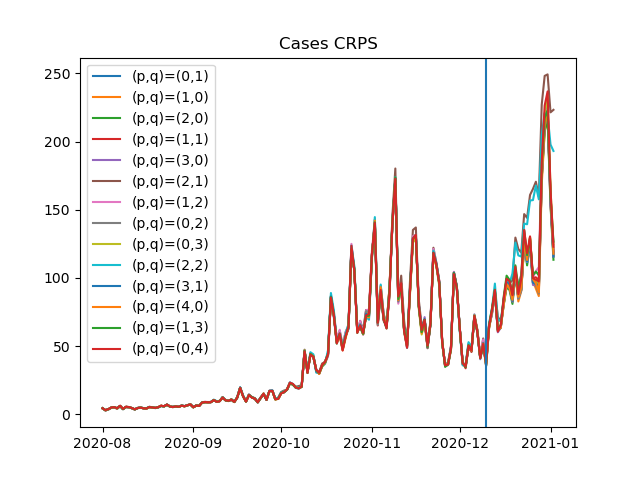 Cases CRPS
250
200
150
100
50
0
(p,q)=(0,1)
(p,q)=(1,0)
(p,q)=(2,0)
(p,q)=(1,1)
(p,q)=(3,0)
(p,q)=(2,1)
(p,q)=(1,2)
(p,q)=(0,2)
(p,q)=(0,3)
(p,q)=(2,2)
(p,q)=(3,1)
(p,q)=(4,0)
(p,q)=(1,3)
(p,q)=(0,4)
2020-08 2020-09 2020-10 2020-11 2020-12 2021-01